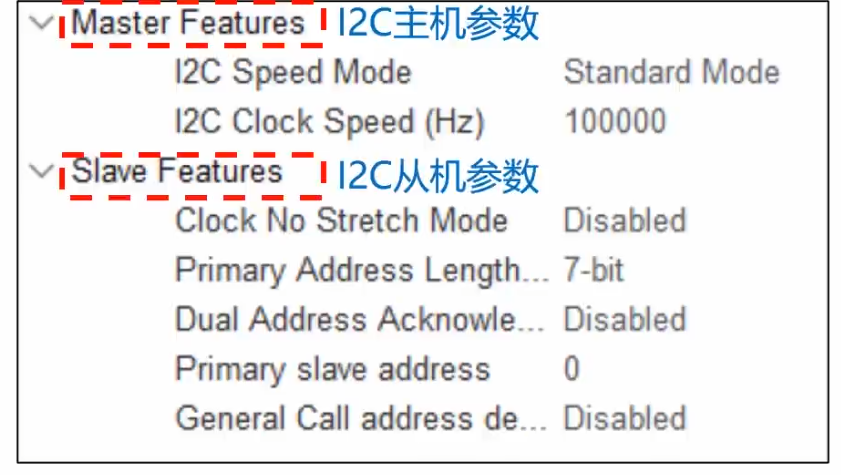 Master Features I2C主机参数
I2C Speed Mode Standard Mode
I2C Clock Speed (Hz) 100000
Slave Features I2C从机参数
Clock No Stretch Mode Disabled
Primary Address Length... 7-bit
Dual Address Acknowle... Disabled
Primary slave address 0
General Call address de... Disabled